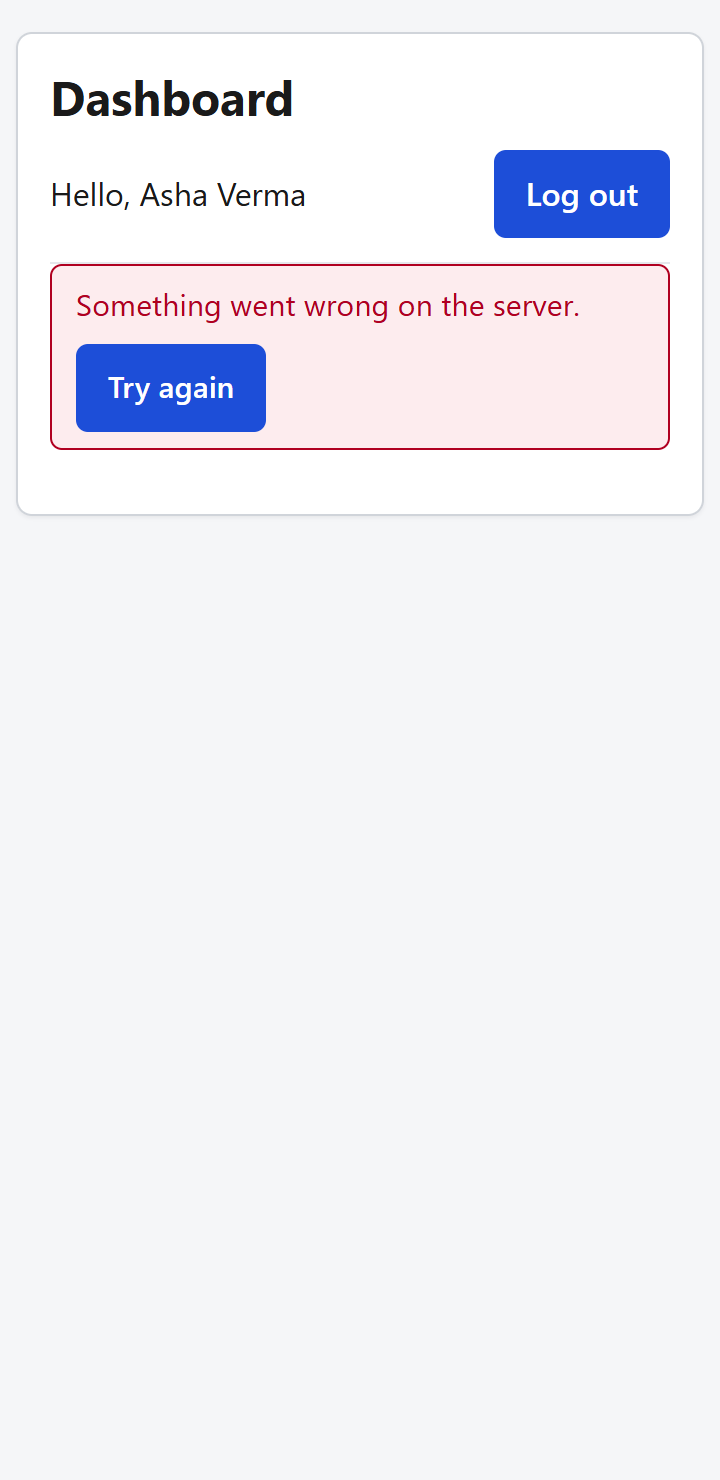 Dashboard
Hello, Asha Verma
Log out
Something went wrong on the server.
Try again